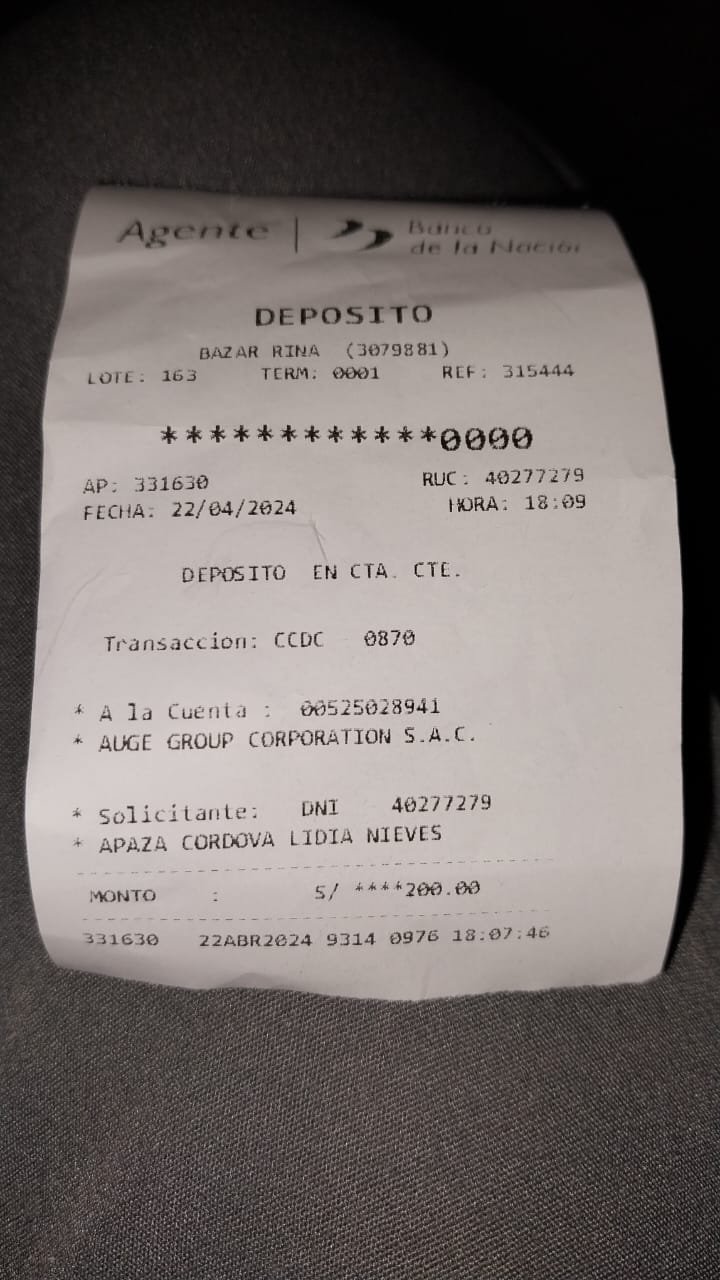 Agente | Banco
de la Nación
DEPOSITO
BAZAR RINA (3079881)
LOTE: 163 TERM: 0001 REF: 315444
************0000
AP: 331630 RUC: 40277279
FECHA: 22/04/2024 HORA: 18:09
DEPOSITO EN CTA. CTE.
Transaccion: CCDC 0870
* A la Cuenta : 00525028941
* AUGE GROUP CORPORATION S.A.C.
* Solicitante: DNI 40277279
* APAZA CORDOVA LIDIA NIEVES
MONTO : S/ ****200.00
331630 22ABR2024 9314 0976 18:07:46